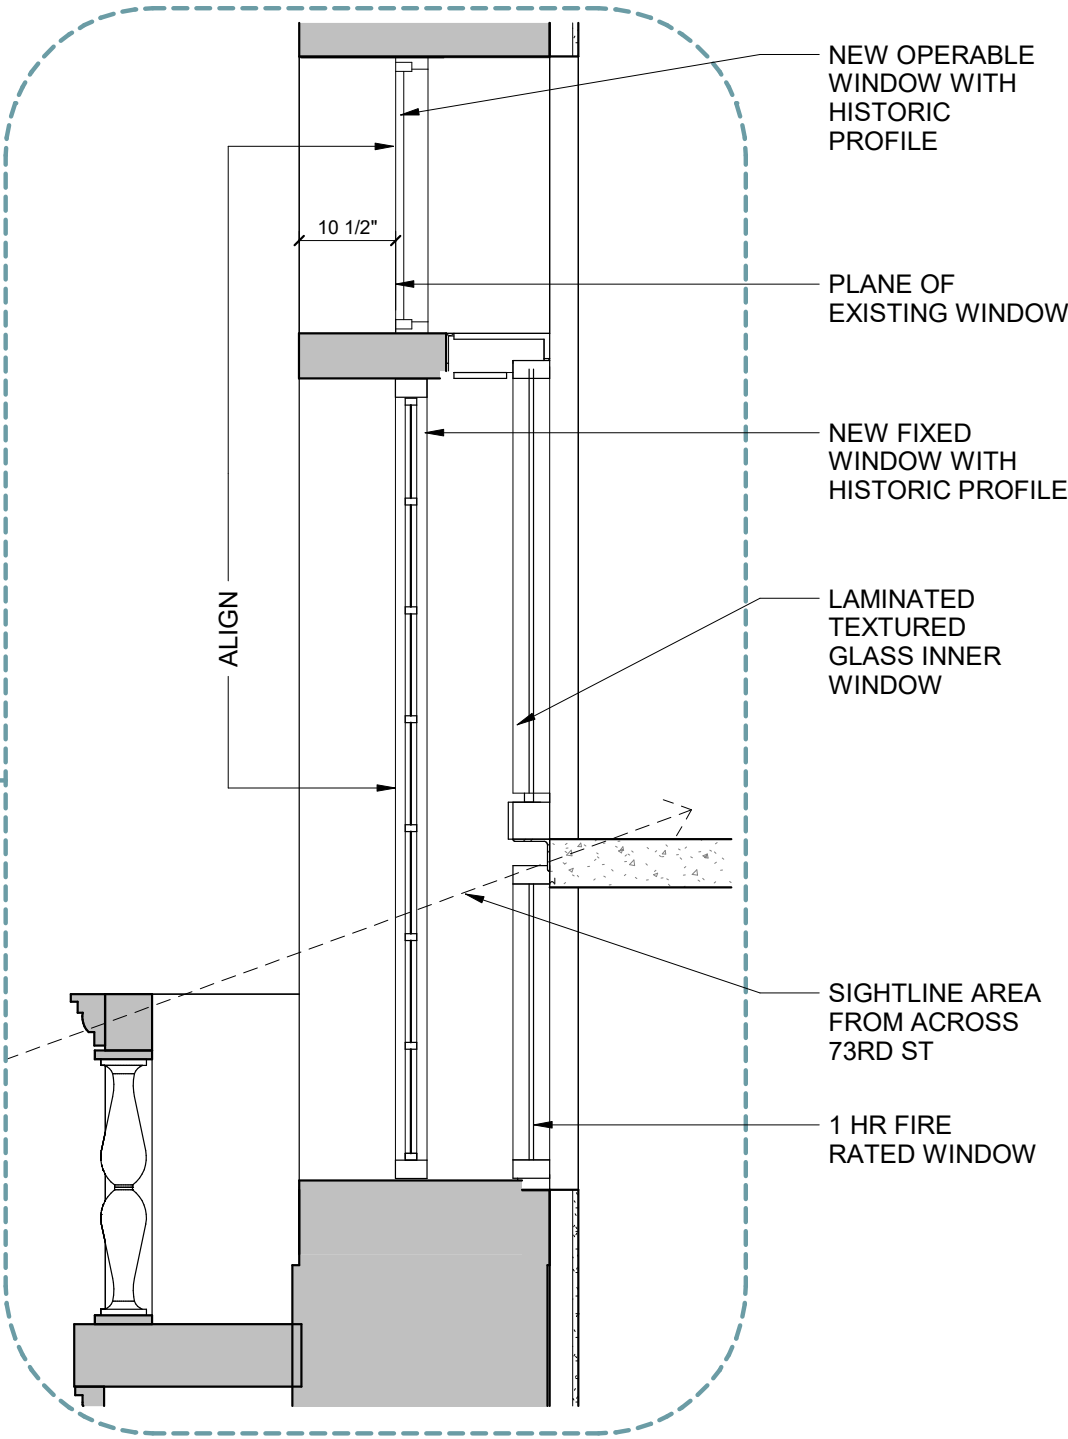 NEW OPERABLE
WINDOW WITH
HISTORIC
PROFILE
10 1/2"
PLANE OF
EXISTING WINDOW
NEW FIXED
WINDOW WITH
HISTORIC PROFILE
ALIGN
LAMINATED
TEXTURED
GLASS INNER
WINDOW
SIGHTLINE AREA
FROM ACROSS
73RD ST
1 HR FIRE
RATED WINDOW